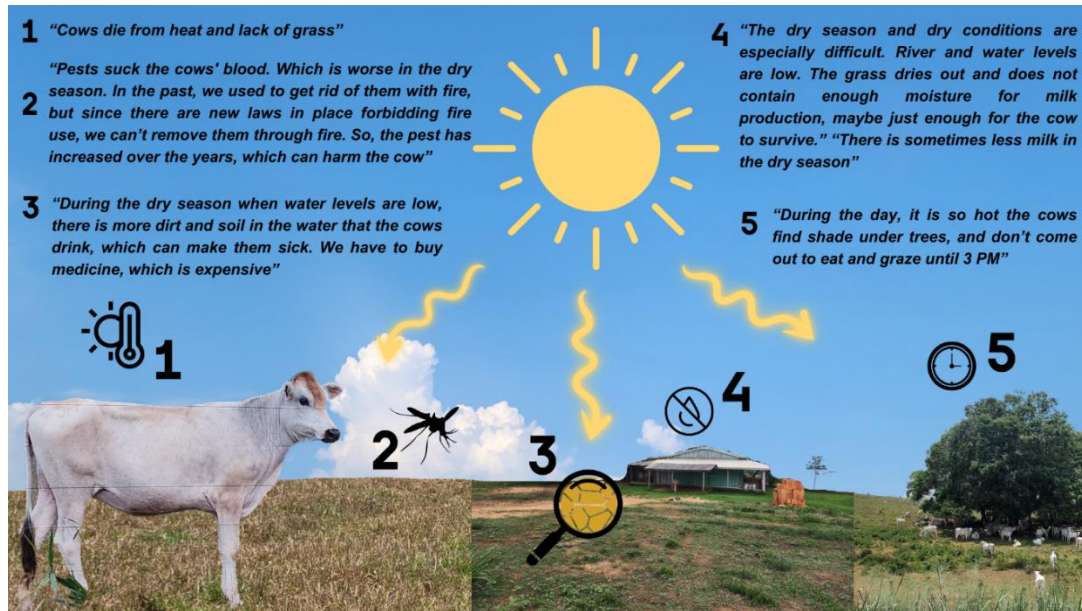 1 “Cows die from heat and lack of grass”
“Pests suck the cows' blood. Which is worse in the dry
season. In the past, we used to get rid of them with fire,
2 but since there are new laws in place forbidding fire
use, we can’t remove them through fire. So, the pest has
increased over the years, which can harm the cow”
3 “During the dry season when water levels are low,
there is more dirt and soil in the water that the cows
drink, which can make them sick. We have to buy
medicine, which is expensive”
4 “The dry season and dry conditions are
especially difficult. River and water levels
are low. The grass dries out and does not
contain enough moisture for milk
production, maybe just enough for the cow
to survive.” “There is sometimes less milk in
the dry season”
5 “During the day, it is so hot the cows
find shade under trees, and don’t come
out to eat and graze until 3 PM”
1
2
3
4
5